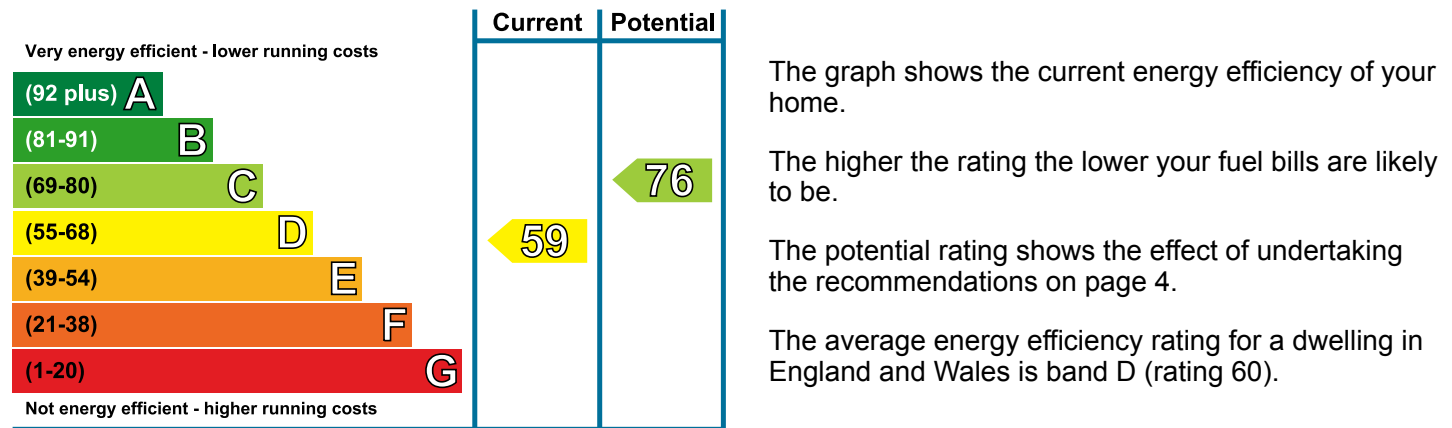 Current Potential
Very energy efficient - lower running costs
(92 plus) A
(81-91) B
(69-80) C
(55-68) D
(39-54) E
(21-38) F
(1-20) G
Not energy efficient - higher running costs
76
59
The graph shows the current energy efficiency of your
home.
The higher the rating the lower your fuel bills are likely
to be.
The potential rating shows the effect of undertaking
the recommendations on page 4.
The average energy efficiency rating for a dwelling in
England and Wales is band D (rating 60).